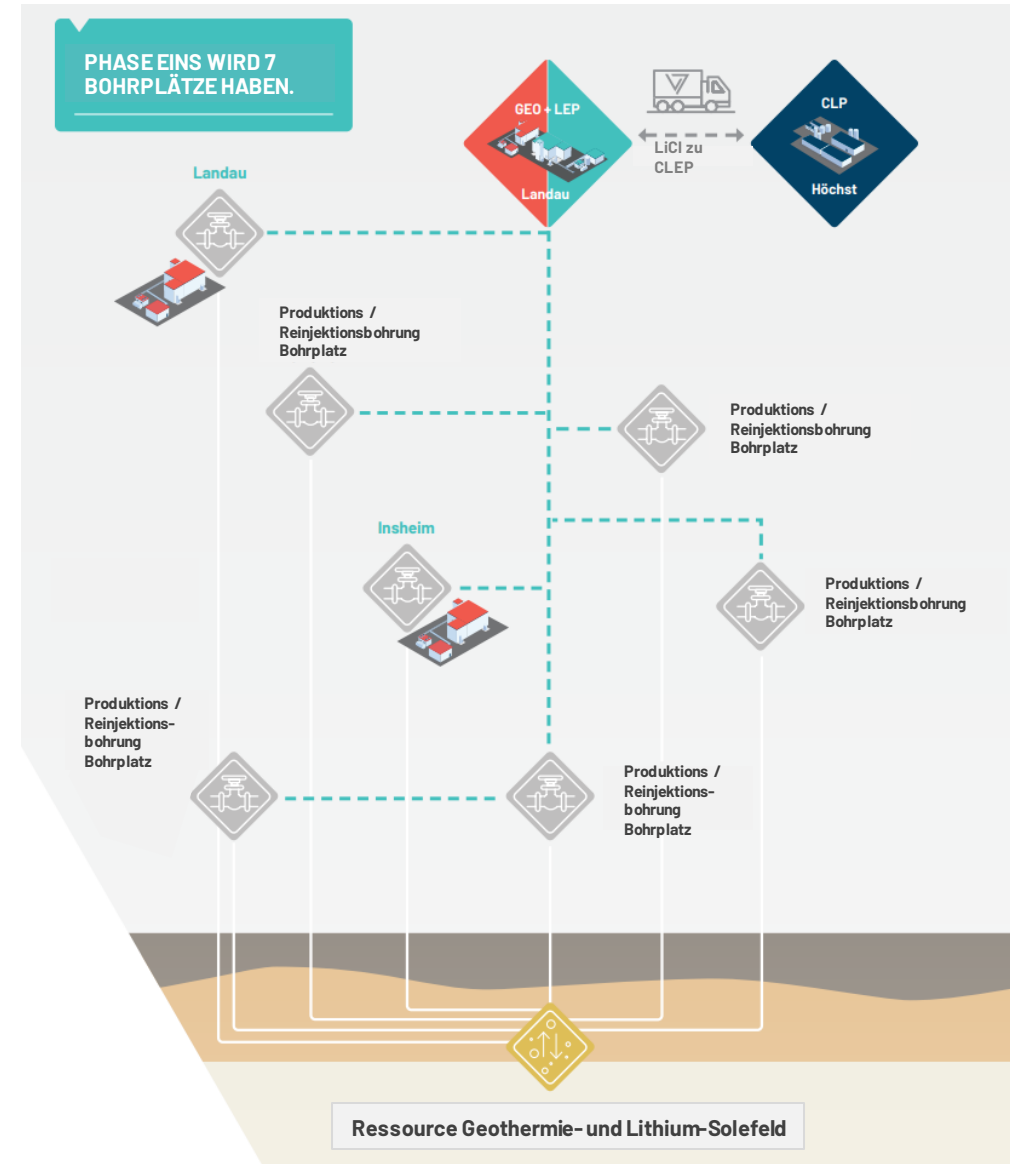 PHASE EINS WIRD 7
BOHRPLÄTZE HABEN.
GEO + LEP
Landau
LiCl zu
CLEP
CLP
Höchst
Landau
Produktions /
Reinjektionsbohrung
Bohrplatz
Produktions /
Reinjektionsbohrung
Bohrplatz
Insheim
Produktions /
Reinjektionsbohrung
Bohrplatz
Produktions /
Reinjektions-
bohrung
Bohrplatz
Produktions /
Reinjektions-
bohrung
Bohrplatz
Ressource Geothermie- und Lithium-Solefeld